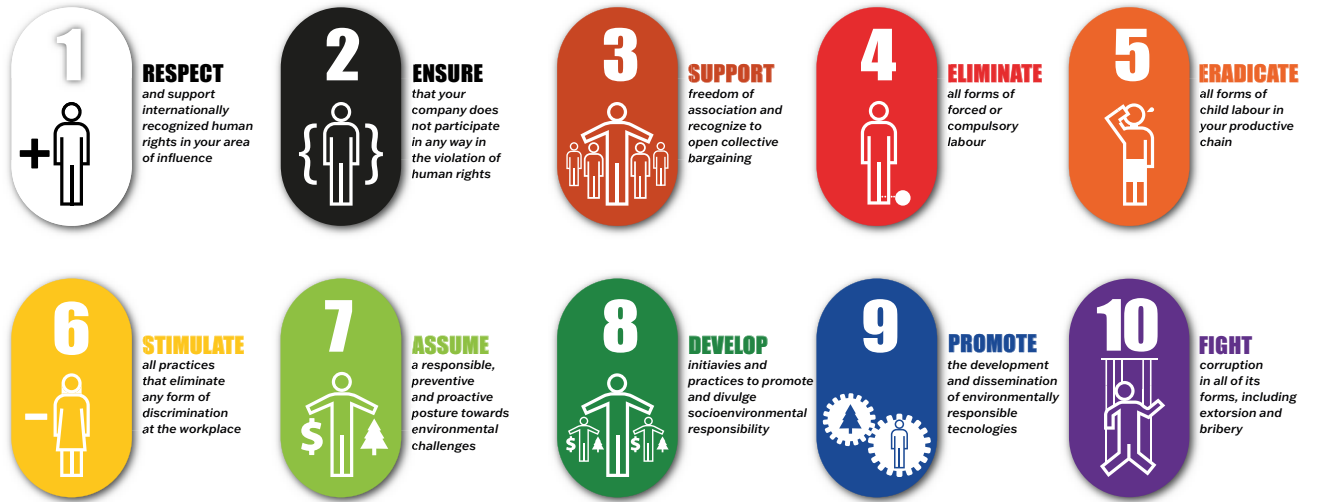 1
RESPECT
and support
internationally
recognized human
rights in your area
of influence
2
ENSURE
that your
company does
not participate
in any way in
the violation of
human rights
3
SUPPORT
freedom of
association and
recognize to
open collective
bargaining
4
ELIMINATE
all forms of
forced or
compulsory
labour
5
ERADICATE
all forms of
child labour in
your productive
chain
6
STIMULATE
all practices
that eliminate
any form of
discrimination
at the workplace
7
ASSUME
a responsible,
preventive
and proactive
posture towards
environmental
challenges
$
8
DEVELOP
initiavies and
practices to promote
and divulge
socioenvironmental
responsibility
$ $
9
PROMOTE
the development
and dissemination
of environmentally
responsible
tecnologies
10
FIGHT
corruption
in all of its
forms, including
extorsion and
bribery